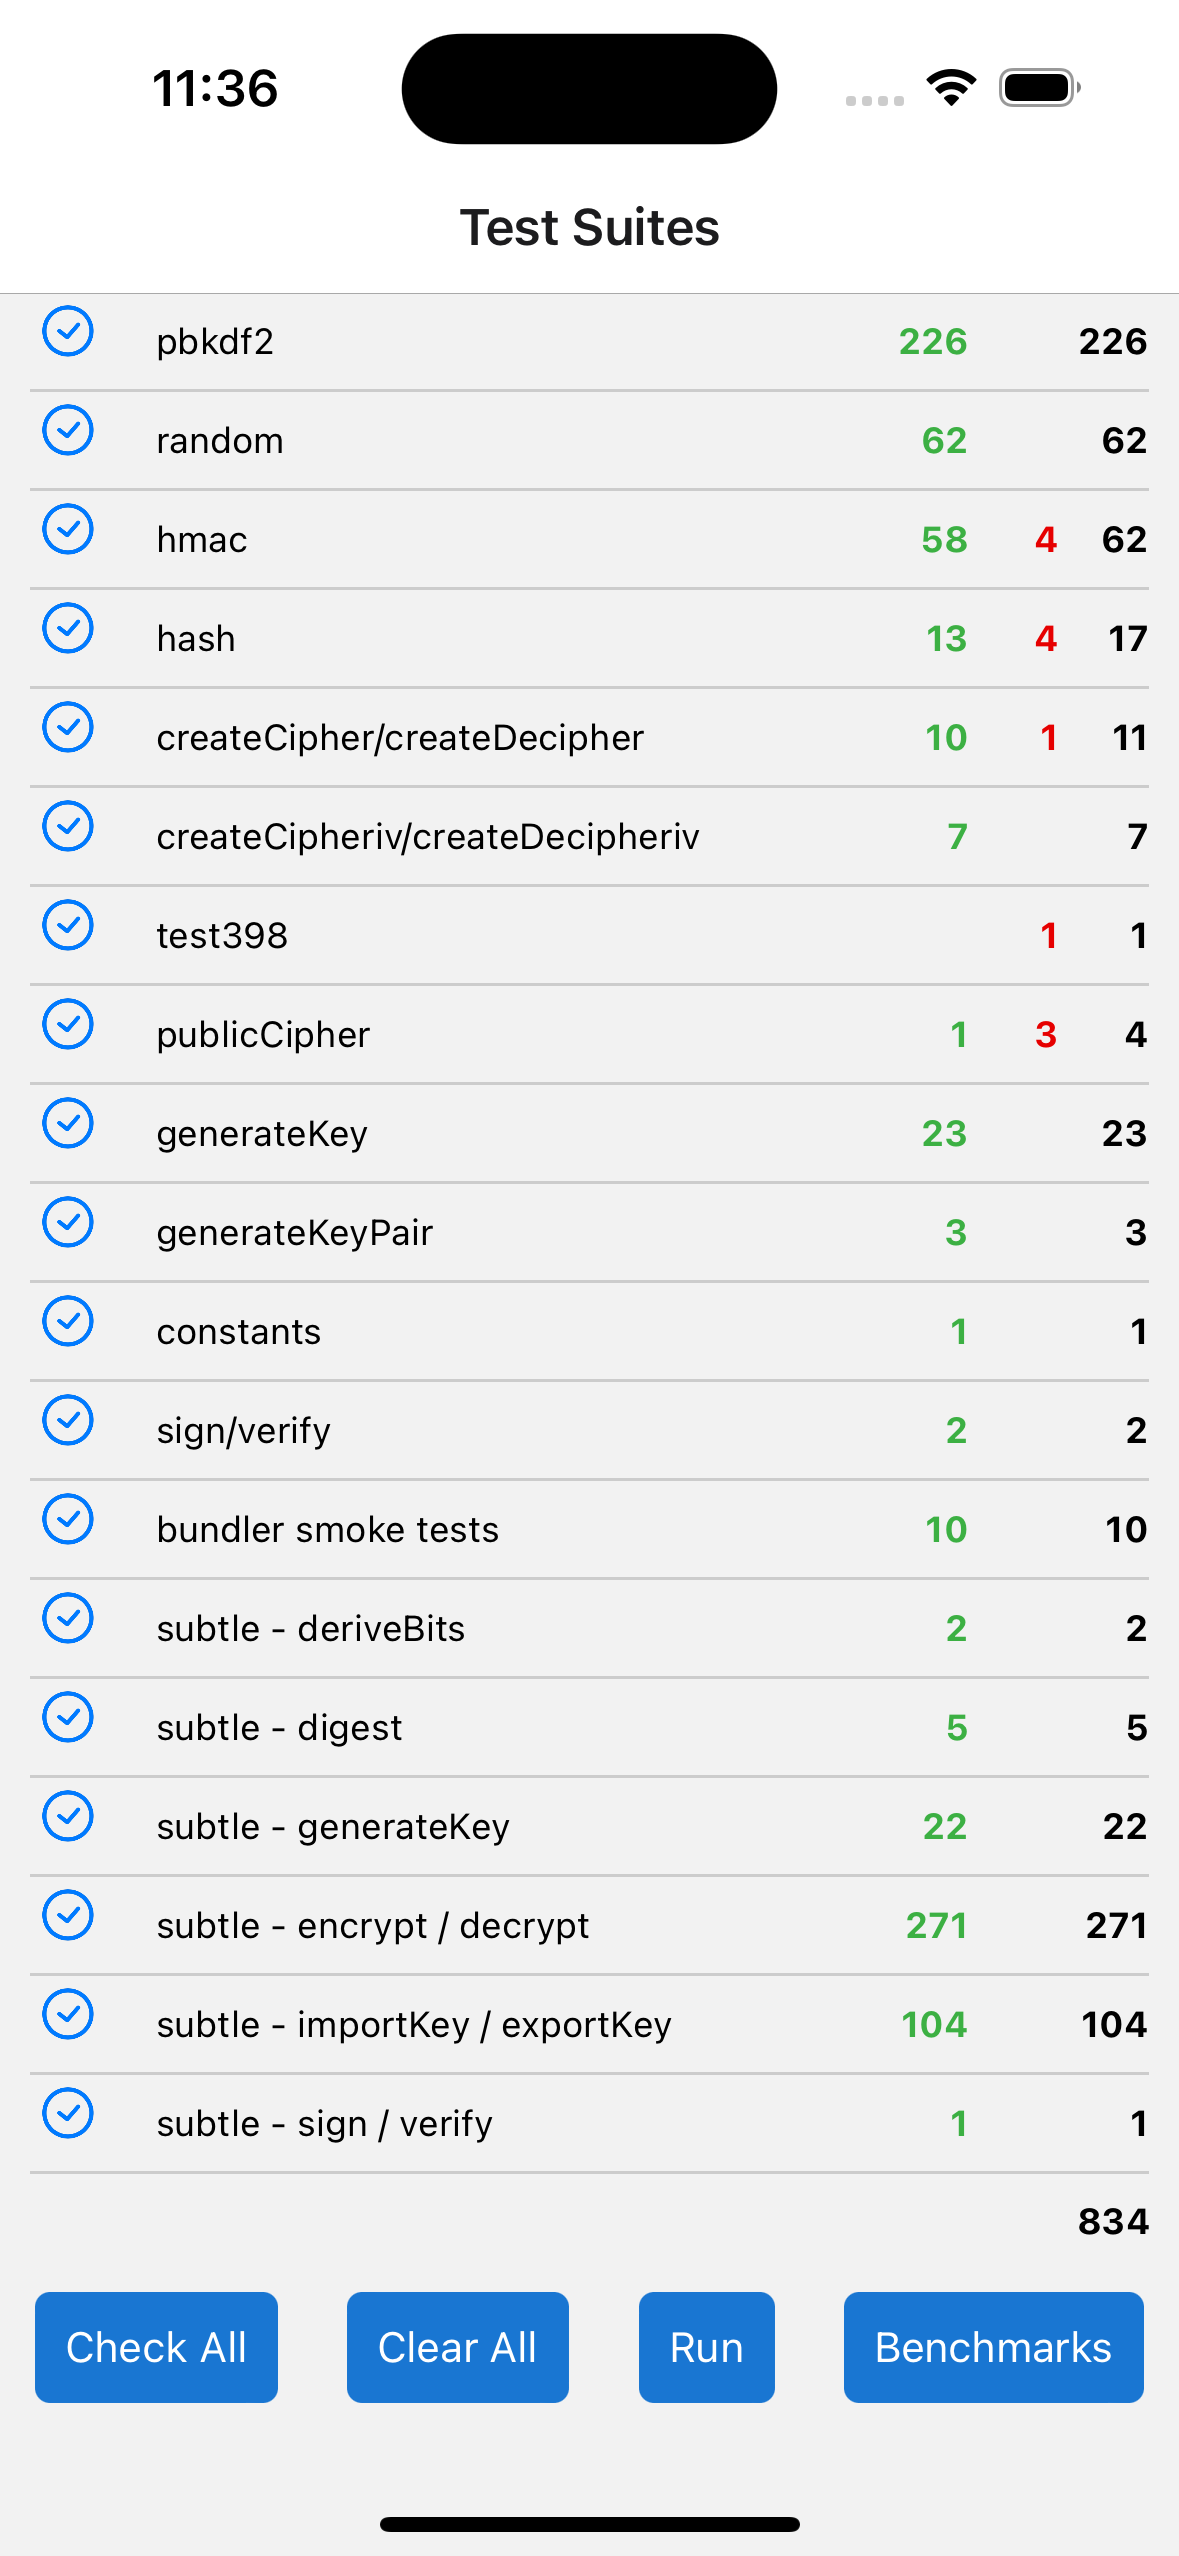 11:36
Test Suites
pbkdf2 226 226
random 62 62
hmac 58 4 62
hash 13 4 17
createCipher/createDecipher 10 1 11
createCipheriv/createDecipheriv 7 7
test398 1 1
publicCipher 1 3 4
generateKey 23 23
generateKeyPair 3 3
constants 1 1
sign/verify 2 2
bundler smoke tests 10 10
subtle - deriveBits 2 2
subtle - digest 5 5
subtle - generateKey 22 22
subtle - encrypt / decrypt 271 271
subtle - importKey / exportKey 104 104
subtle - sign / verify 1 1
834
Check All Clear All Run Benchmarks